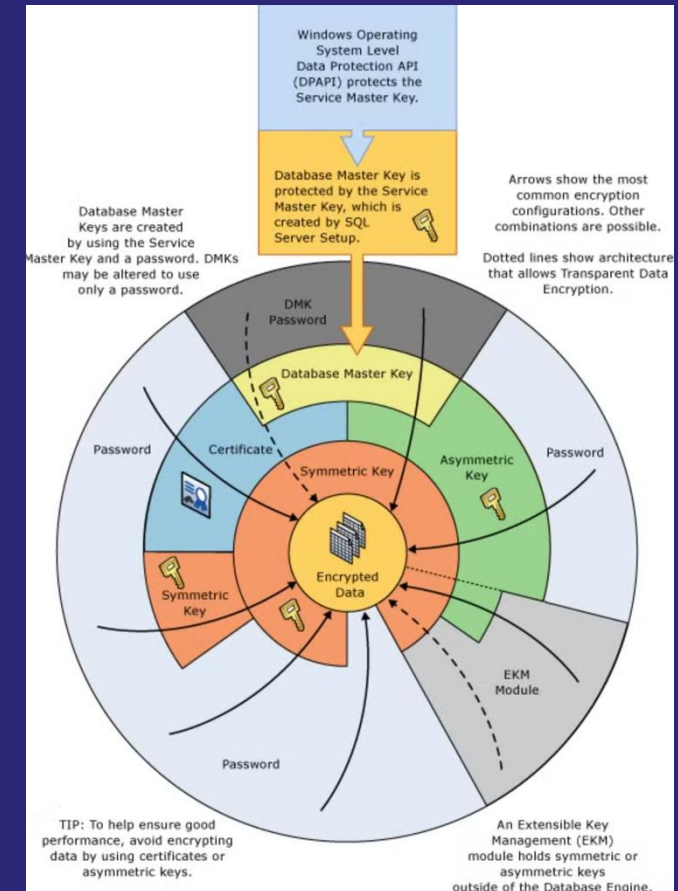 Windows Operating
System Level
Data Protection API
(DPAPI) protects the
Service Master Key.
Database Master Key is
protected by the Service
Master Key, which is
created by SQL
Server Setup.
Database Master
Keys are created
by using the Service
Master Key and a password. DMKs
may be altered to use
only a password.
Arrows show the most
common encryption
configurations. Other
combinations are possible.
Dotted lines show architecture
that allows Transparent Data
Encryption.
DMK
Password
Database Master Key
Password
Certificate
Symmetric Key
Asymmetric
Key
Password
Encrypted
Data
Symmetric
Key
EKM
Module
Password
TIP: To help ensure good
performance, avoid encrypting
data by using certificates or
asymmetric keys.
An Extensible Key
Management (EKM)
module holds symmetric or
asymmetric keys
outside of the Database Engine.